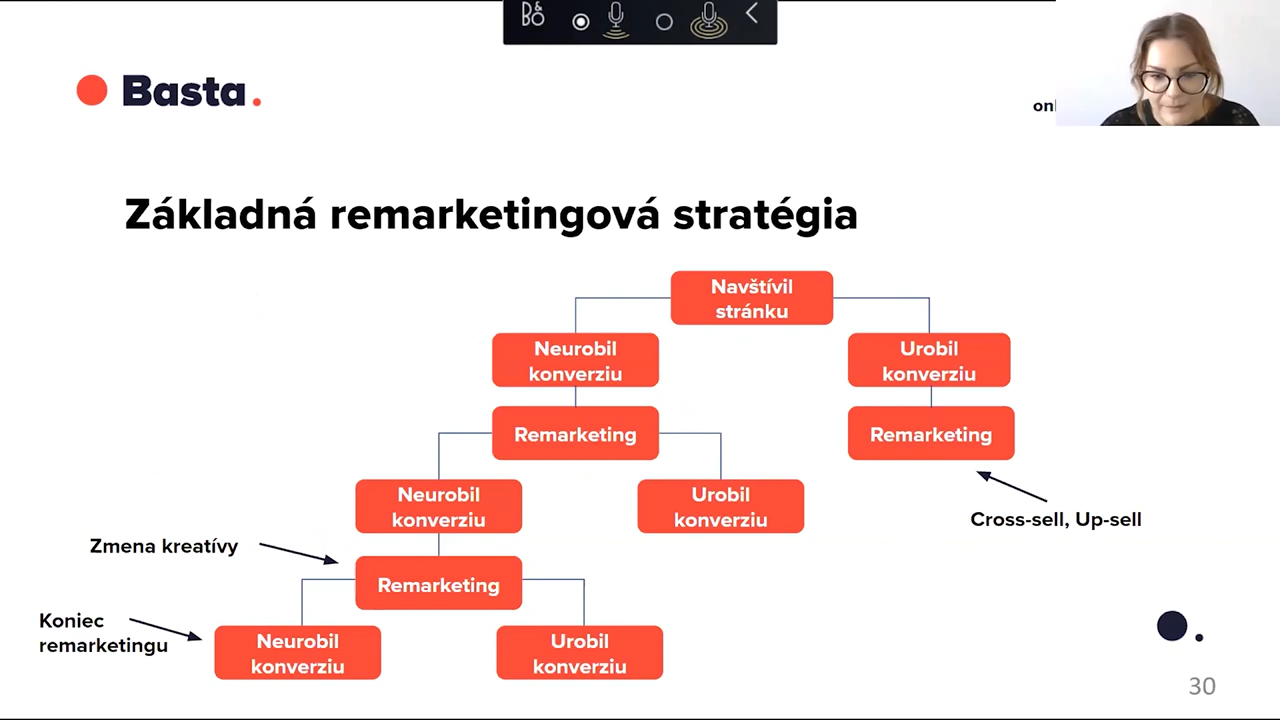 B&O
Basta.
Základná remarketingová stratégia
Navštívil
stránku
Neurobil
konverziu
Urobil
konverziu
Remarketing
Remarketing
Neurobil
konverziu
Urobil
konverziu
Cross-sell, Up-sell
Zmena kreatívy
Remarketing
Koniec
remarketingu
Neurobil
konverziu
Urobil
konverziu
30